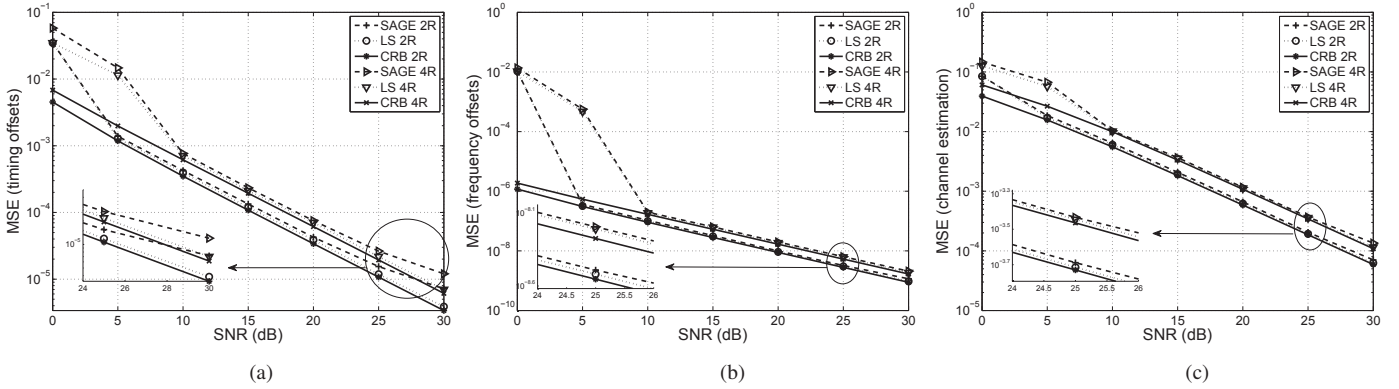 10^0
10^-1
10^-2
10^-3
10^-4
10^-5
MSE (timing offsets)
SAGE 2R
LS 2R
CRB 2R
SAGE 4R
LS 4R
CRB 4R
10^-5
24 26 28 30
0 5 10 15 20 25 30
SNR (dB)
(a)
10^0
10^-2
10^-4
10^-6
10^-8
10^-10
MSE (frequency offsets)
SAGE 2R
LS 2R
CRB 2R
SAGE 4R
LS 4R
CRB 4R
24 24.5 25 25.5 26
0 5 10 15 20 25 30
SNR (dB)
(b)
10^0
10^-1
10^-2
10^-3
10^-4
10^-5
MSE (channel estimation)
SAGE 2R
LS 2R
CRB 2R
SAGE 4R
LS 4R
CRB 4R
10^-3.3
10^-3.5
10^-3.7
24 24.5 25 25.5 26
0 5 10 15 20 25 30
SNR (dB)
(c)